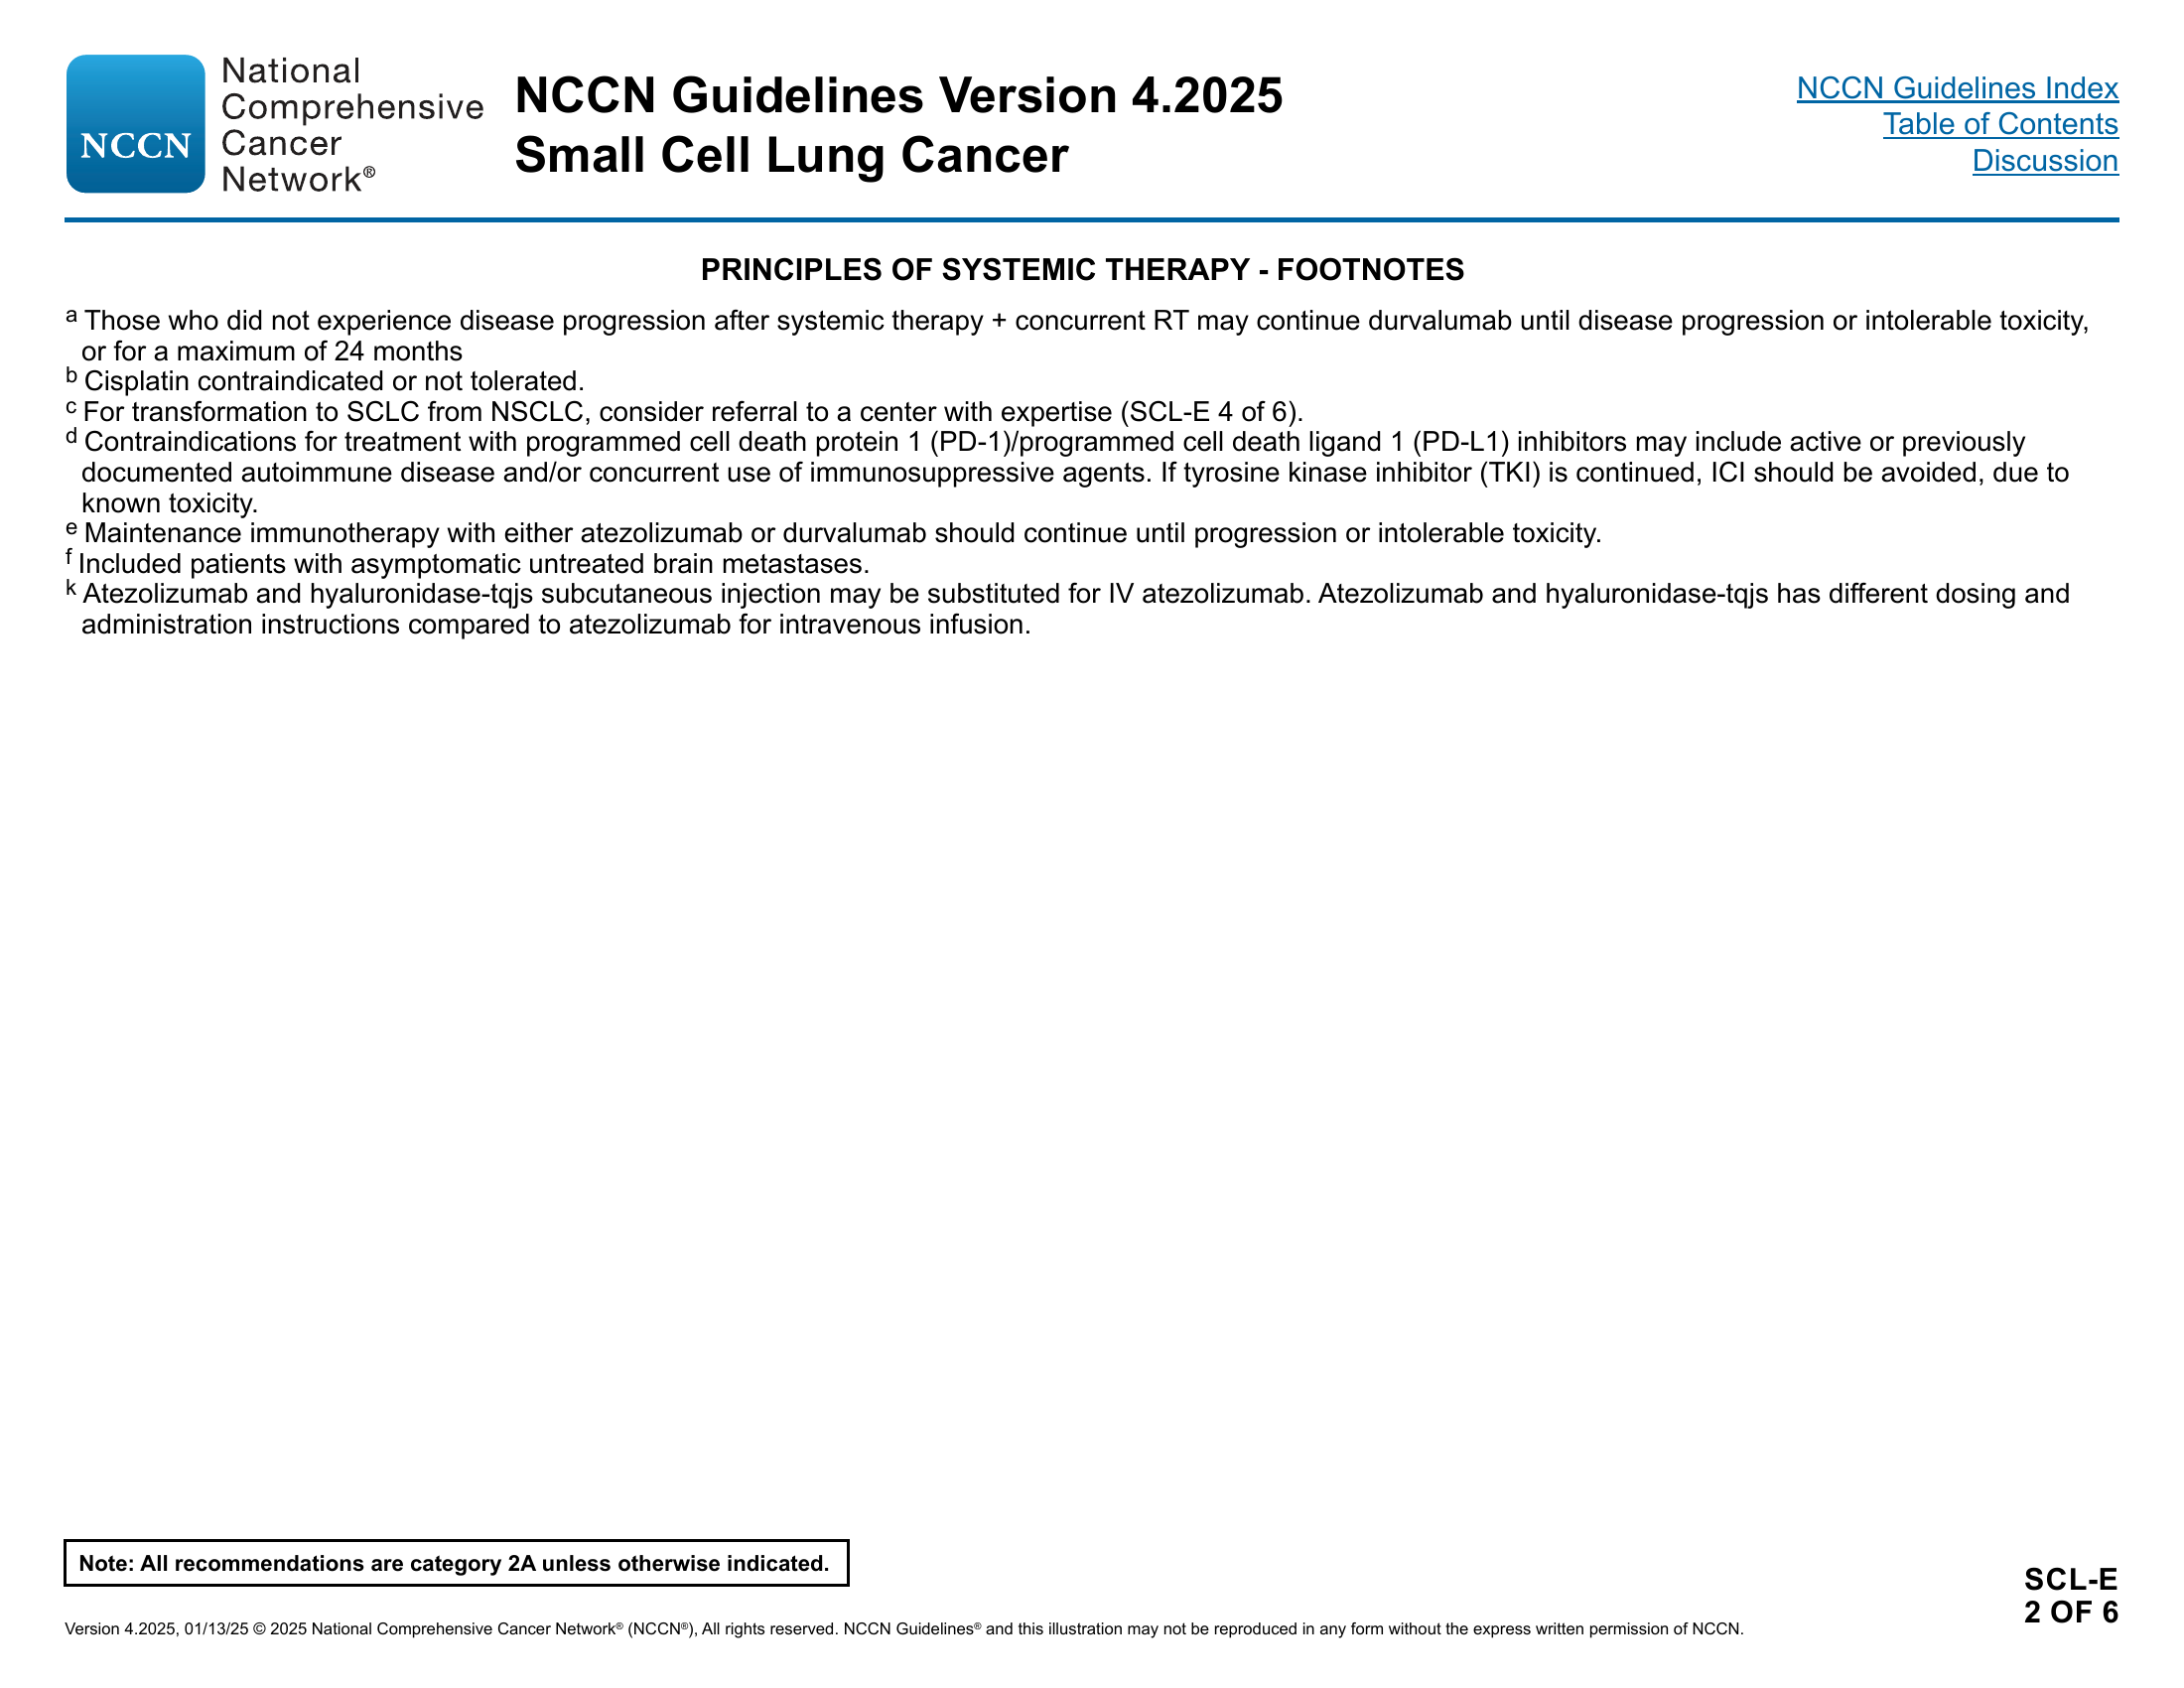 National
Comprehensive
Cancer
Network®
NCCN
NCCN Guidelines Version 4.2025
Small Cell Lung Cancer
NCCN Guidelines Index
Table of Contents
Discussion
PRINCIPLES OF SYSTEMIC THERAPY - FOOTNOTES
a Those who did not experience disease progression after systemic therapy + concurrent RT may continue durvalumab until disease progression or intolerable toxicity,
or for a maximum of 24 months
b Cisplatin contraindicated or not tolerated.
c For transformation to SCLC from NSCLC, consider referral to a center with expertise (SCL-E 4 of 6).
d Contraindications for treatment with programmed cell death protein 1 (PD-1)/programmed cell death ligand 1 (PD-L1) inhibitors may include active or previously
documented autoimmune disease and/or concurrent use of immunosuppressive agents. If tyrosine kinase inhibitor (TKI) is continued, ICI should be avoided, due to
known toxicity.
e Maintenance immunotherapy with either atezolizumab or durvalumab should continue until progression or intolerable toxicity.
f Included patients with asymptomatic untreated brain metastases.
k Atezolizumab and hyaluronidase-tqjs subcutaneous injection may be substituted for IV atezolizumab. Atezolizumab and hyaluronidase-tqjs has different dosing and
administration instructions compared to atezolizumab for intravenous infusion.
Note: All recommendations are category 2A unless otherwise indicated.
SCL-E
2 OF 6
Version 4.2025, 01/13/25 © 2025 National Comprehensive Cancer Network® (NCCN®), All rights reserved. NCCN Guidelines® and this illustration may not be reproduced in any form without the express written permission of NCCN.